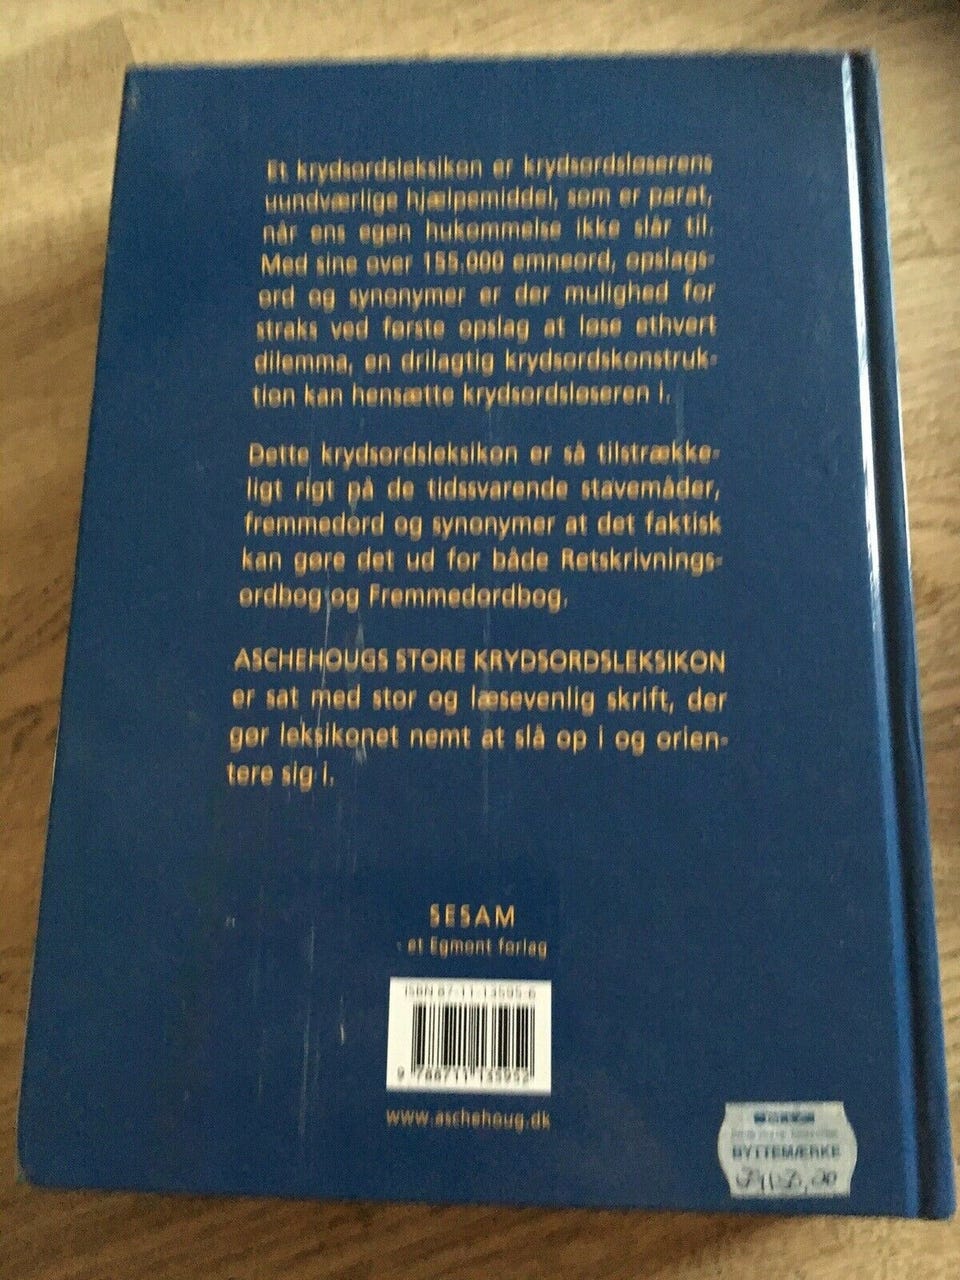 Et krydsordsleksikon er krydsordsløserens
uundværlige hjælpemiddel, som er parat,
når ens egen hukommelse ikke slår til.
Med sine over 155.000 emneord, opslags-
ord og synonymer er der mulighed for
straks ved første opslag at løse ethvert
dilemma, en drilagtig krydsordskonstruk-
tion kan hensætte krydsordsløseren i.
Dette krydsordsleksikon er så tilstrække-
ligt rigt på de tidssvarende stavemåder,
fremmedord og synonymer at det faktisk
kan gøre det ud for både Retskrivnings-
ordbog og Fremmedordbog.
ASCHEHOUGS STORE KRYDSORDSLEKSIKON
er sat med stor og læsevenlig skrift, der
gør leksikonet nemt at slå op i og orien-
tere sig i.
SESAM
- et Egmont forlag
ISBN 87-11-13595-6
9 788711 135952
www.aschehoug.dk
BYTTEMÆRKE